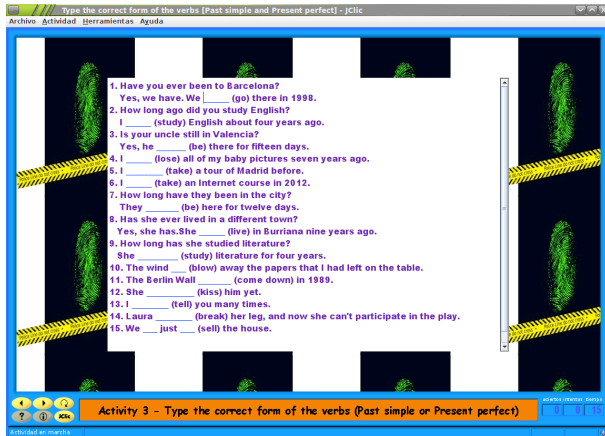 Type the correct form of the verbs [Past simple and Present perfect] - JClic
Archivo Actividad Herramientas Ayuda
1. Have you ever been to Barcelona?
Yes, we have. We _____ (go) there in 1998.
2. How long ago did you study English?
I _____ (study) English about four years ago.
3. Is your uncle still in Valencia?
Yes, he ______ (be) there for fifteen days.
4. I _____ (lose) all of my baby pictures seven years ago.
5. I _______ (take) a tour of Madrid before.
6. I _____ (take) an Internet course in 2012.
7. How long have they been in the city?
They _______ (be) here for twelve days.
8. Has she ever lived in a different town?
Yes, she has.She _____ (live) in Burriana nine years ago.
9. How long has she studied literature?
She _______ (study) literature for four years.
10. The wind ___ (blow) away the papers that I had left on the table.
11. The Berlin Wall _______ (come down) in 1989.
12. She __________ (kiss) him yet.
13. I ________ (tell) you many times.
14. Laura ________ (break) her leg, and now she can't participate in the play.
15. We ___ just ___ (sell) the house.
Activity 3 - Type the correct form of the verbs (Past simple or Present perfect)
JClic
aciertos intentos tiempo
0 0 15
Actividad en marcha